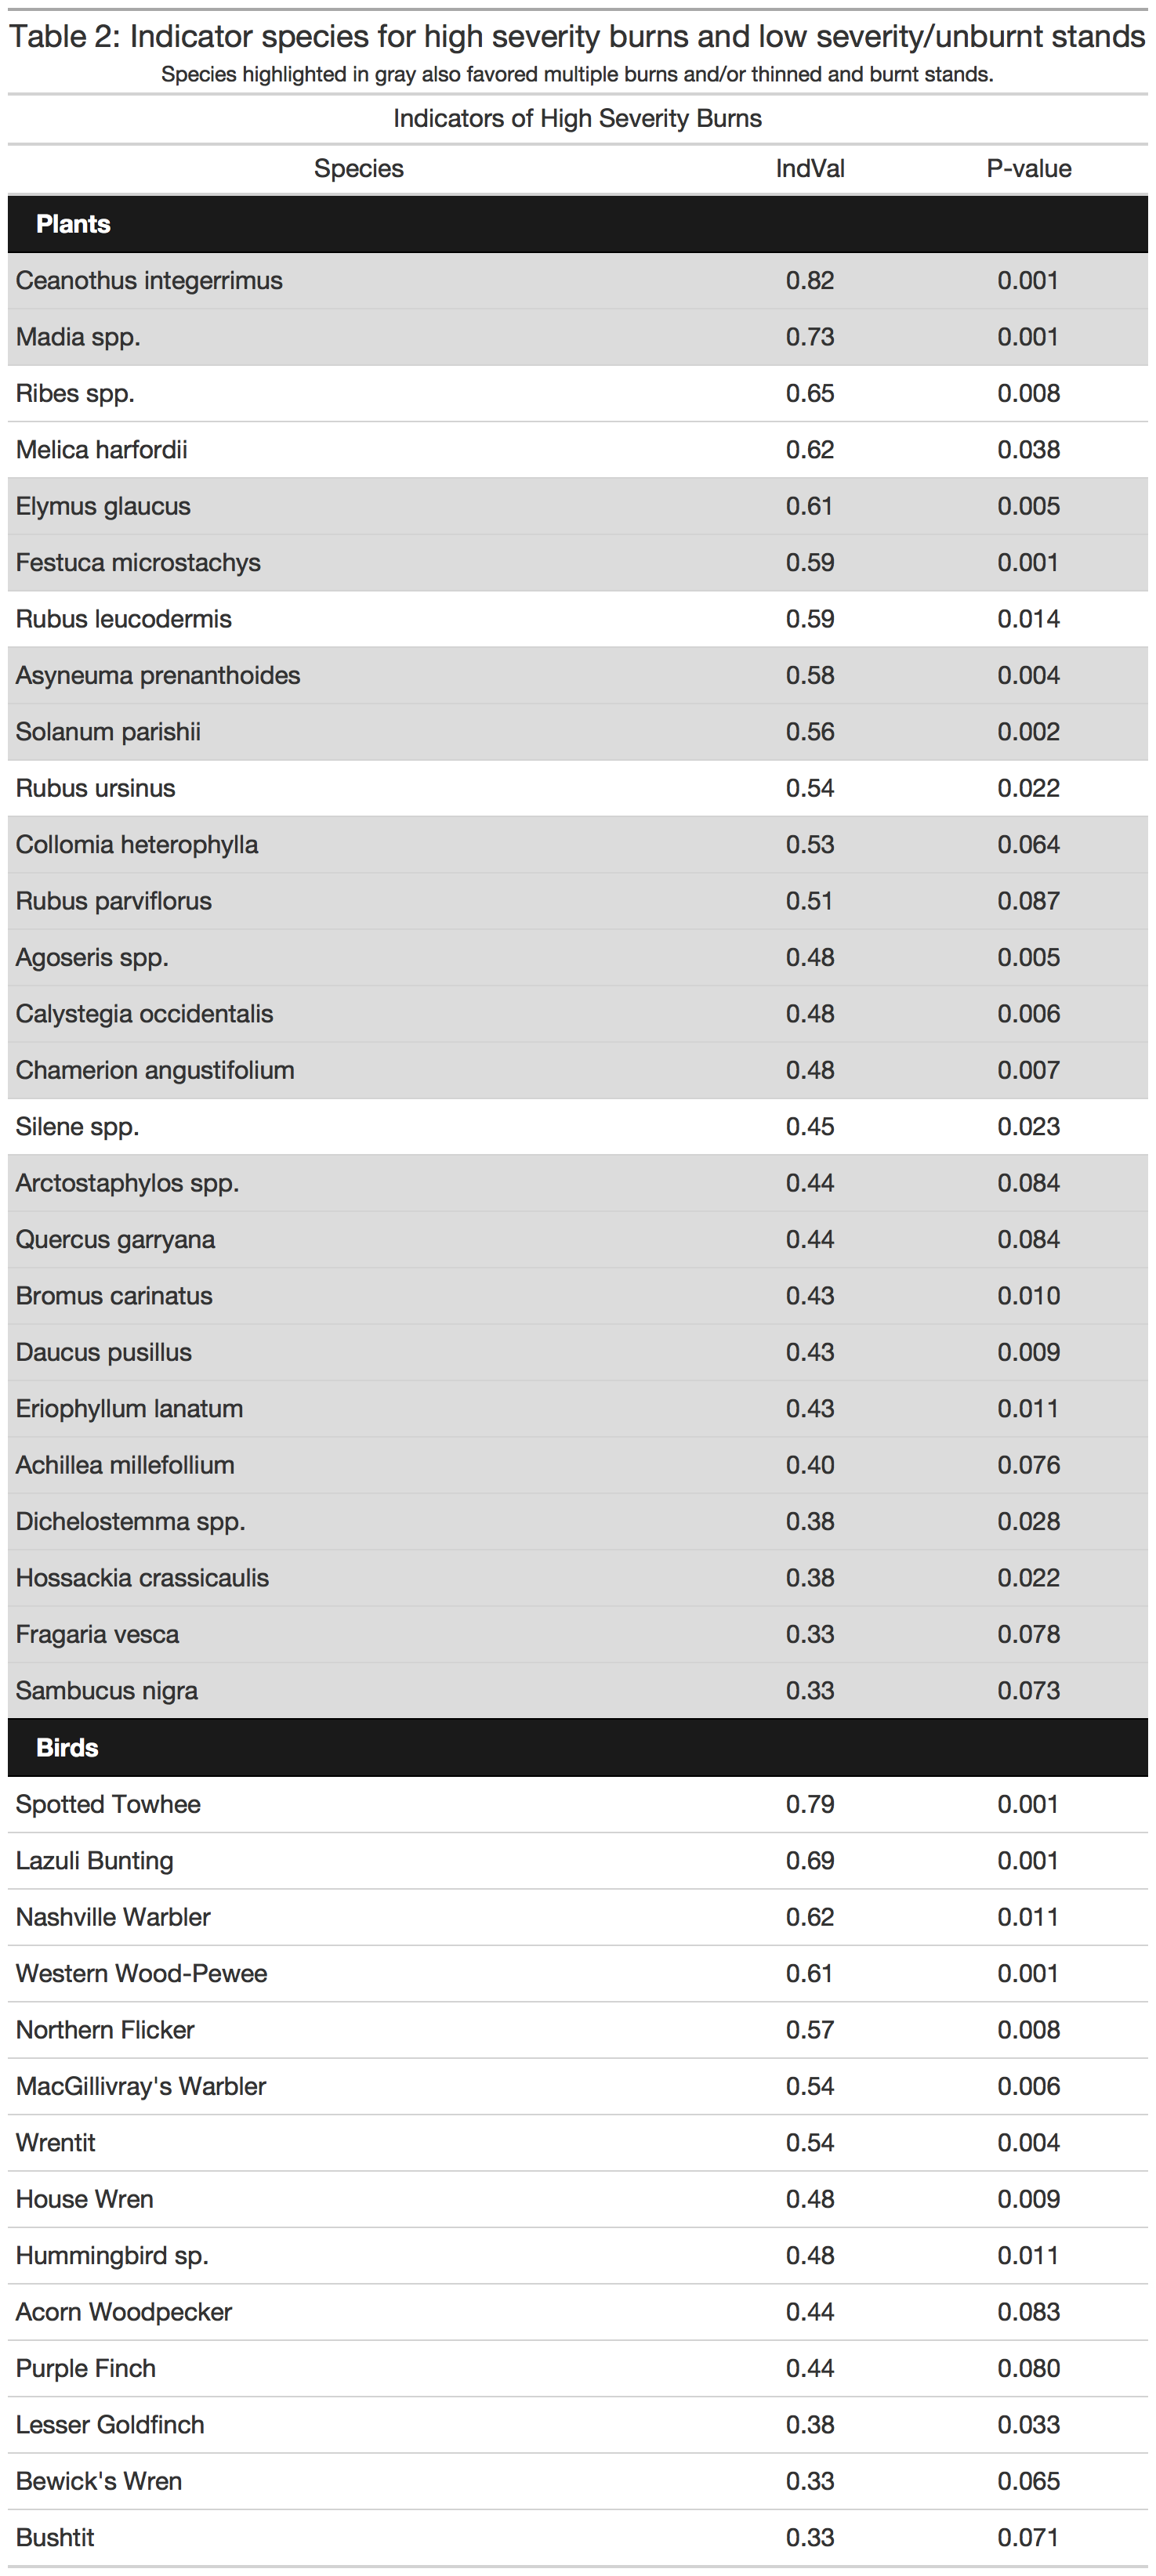 Table 2: Indicator species for high severity burns and low severity/unburnt stands
Species highlighted in gray also favored multiple burns and/or thinned and burnt stands.
Indicators of High Severity Burns
Species IndVal P-value
Plants
Ceanothus integerrimus 0.82 0.001
Madia spp. 0.73 0.001
Ribes spp. 0.65 0.008
Melica harfordii 0.62 0.038
Elymus glaucus 0.61 0.005
Festuca microstachys 0.59 0.001
Rubus leucodermis 0.59 0.014
Asyneuma prenanthoides 0.58 0.004
Solanum parishii 0.56 0.002
Rubus ursinus 0.54 0.022
Collomia heterophylla 0.53 0.064
Rubus parviflorus 0.51 0.087
Agoseris spp. 0.48 0.005
Calystegia occidentalis 0.48 0.006
Chamerion angustifolium 0.48 0.007
Silene spp. 0.45 0.023
Arctostaphylos spp. 0.44 0.084
Quercus garryana 0.44 0.084
Bromus carinatus 0.43 0.010
Daucus pusillus 0.43 0.009
Eriophyllum lanatum 0.43 0.011
Achillea millefollium 0.40 0.076
Dichelostemma spp. 0.38 0.028
Hossackia crassicaulis 0.38 0.022
Fragaria vesca 0.33 0.078
Sambucus nigra 0.33 0.073
Birds
Spotted Towhee 0.79 0.001
Lazuli Bunting 0.69 0.001
Nashville Warbler 0.62 0.011
Western Wood-Pewee 0.61 0.001
Northern Flicker 0.57 0.008
MacGillivray's Warbler 0.54 0.006
Wrentit 0.54 0.004
House Wren 0.48 0.009
Hummingbird sp. 0.48 0.011
Acorn Woodpecker 0.44 0.083
Purple Finch 0.44 0.080
Lesser Goldfinch 0.38 0.033
Bewick's Wren 0.33 0.065
Bushtit 0.33 0.071